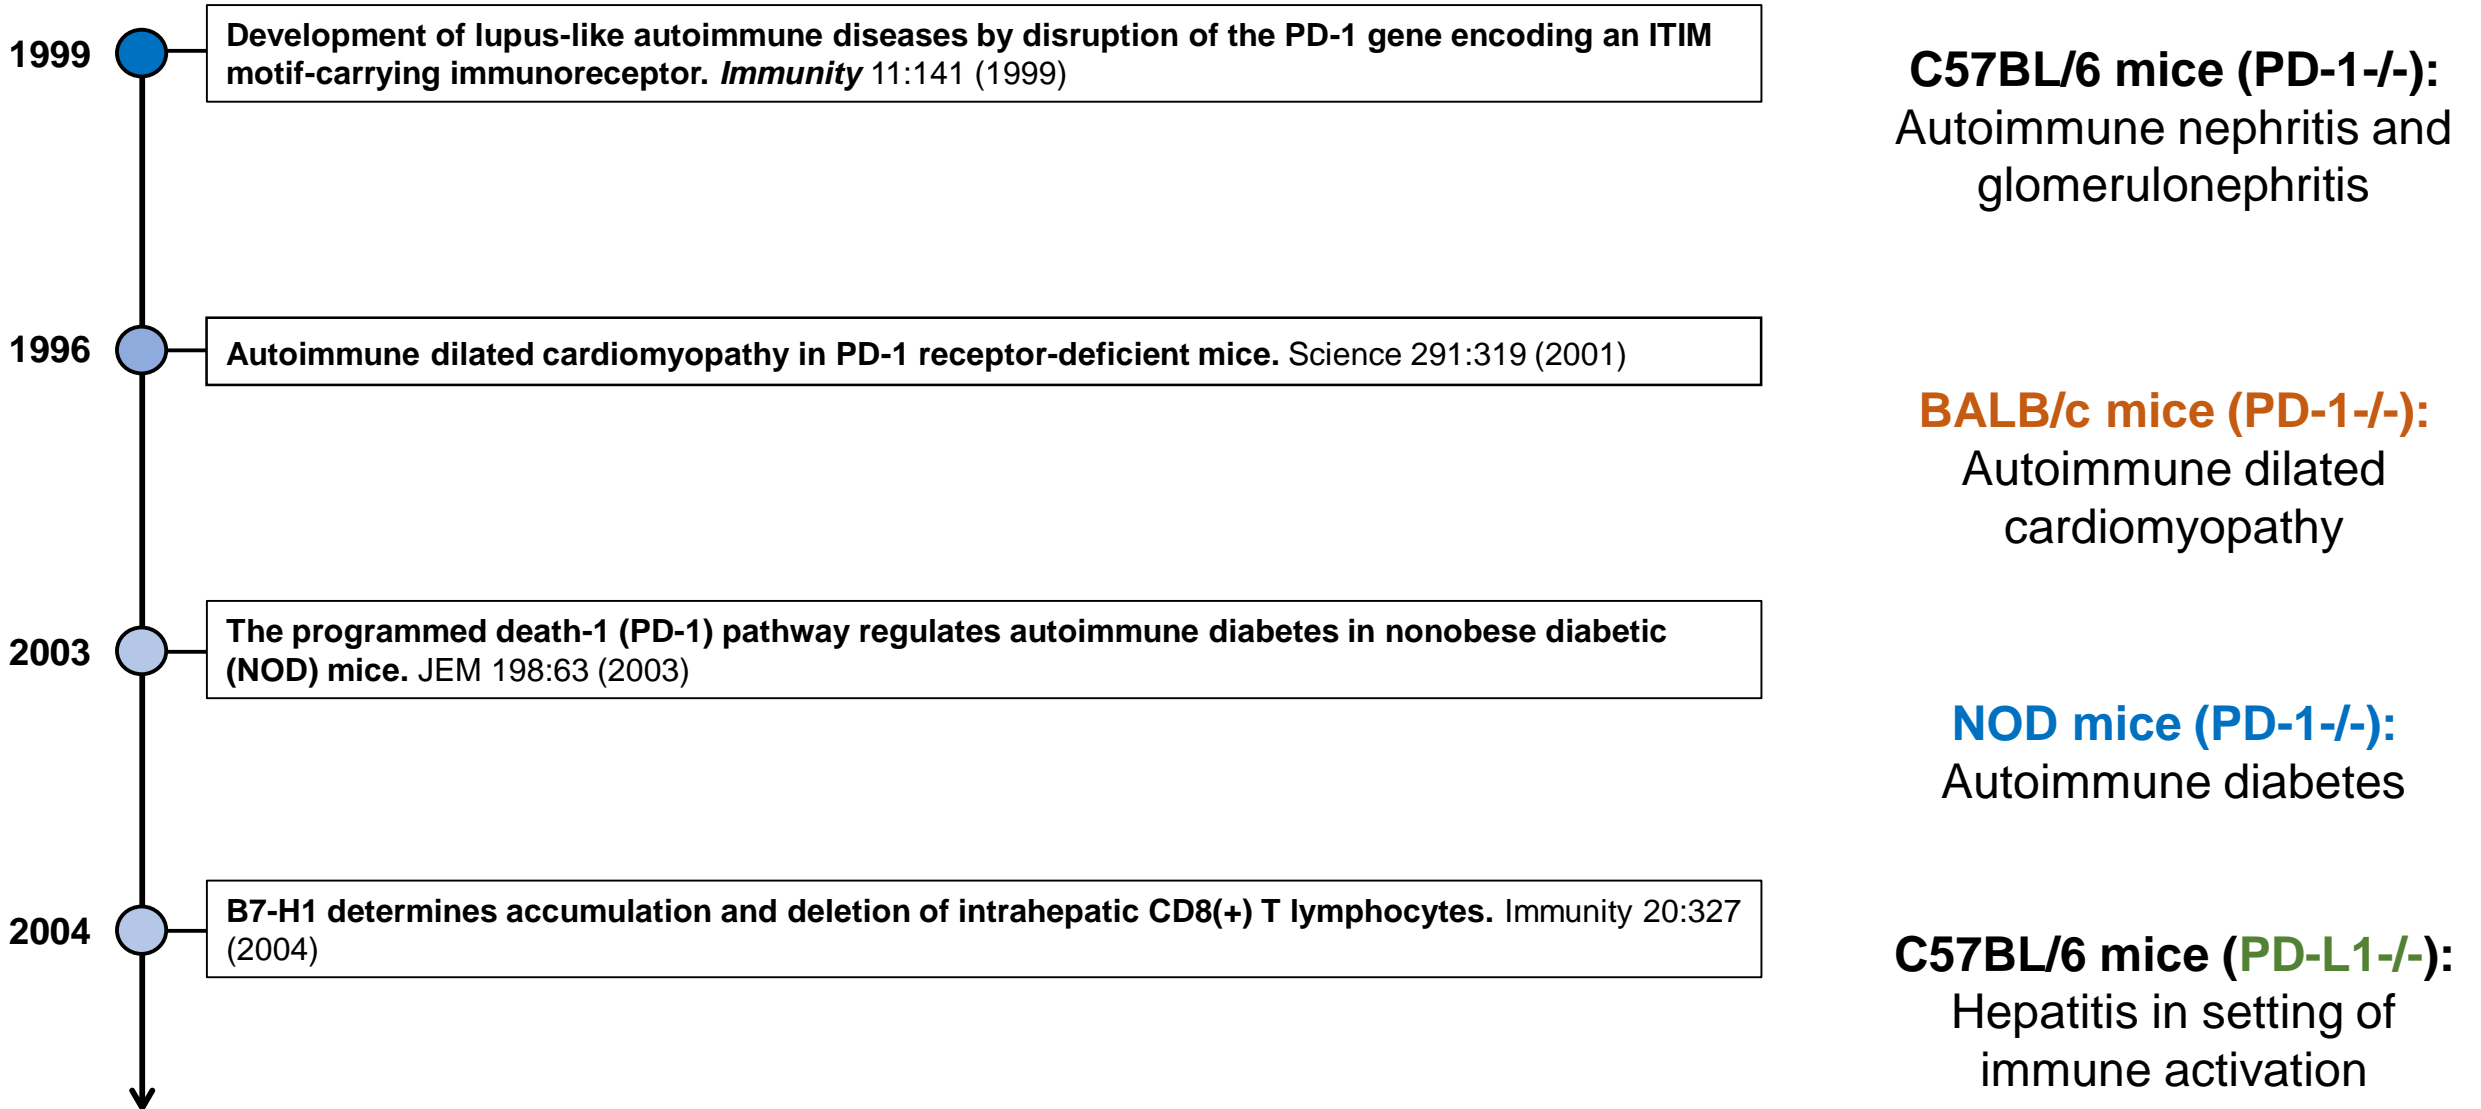 1999
Development of lupus-like autoimmune diseases by disruption of the PD-1 gene encoding an ITIM
motif-carrying immunoreceptor. Immunity 11:141 (1999)
C57BL/6 mice (PD-1-/-):
Autoimmune nephritis and
glomerulonephritis
1996
Autoimmune dilated cardiomyopathy in PD-1 receptor-deficient mice. Science 291:319 (2001)
BALB/c mice (PD-1-/-):
Autoimmune dilated
cardiomyopathy
2003
The programmed death-1 (PD-1) pathway regulates autoimmune diabetes in nonobese diabetic
(NOD) mice. JEM 198:63 (2003)
NOD mice (PD-1-/-):
Autoimmune diabetes
2004
B7-H1 determines accumulation and deletion of intrahepatic CD8(+) T lymphocytes. Immunity 20:327
(2004)
C57BL/6 mice (PD-L1-/-):
Hepatitis in setting of
immune activation